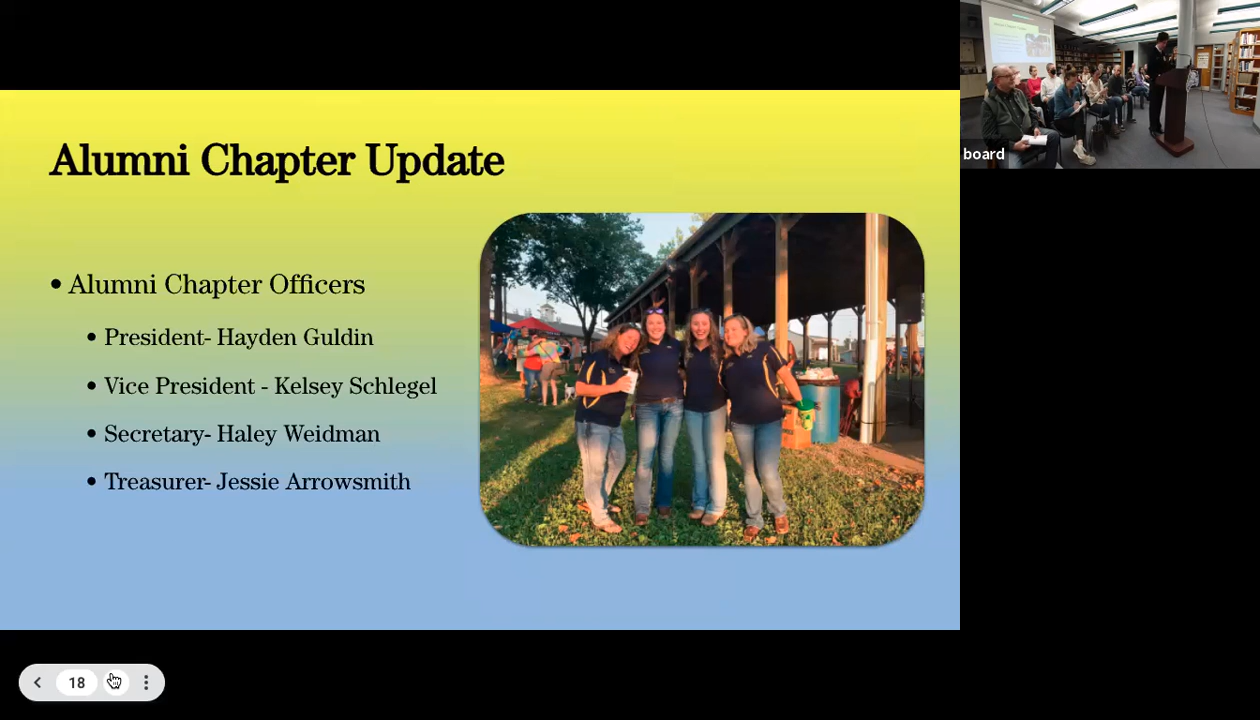 Alumni Chapter Update
• Alumni Chapter Officers
• President- Hayden Guldin
• Vice President - Kelsey Schlegel
• Secretary- Haley Weidman
• Treasurer- Jessie Arrowsmith
board
18